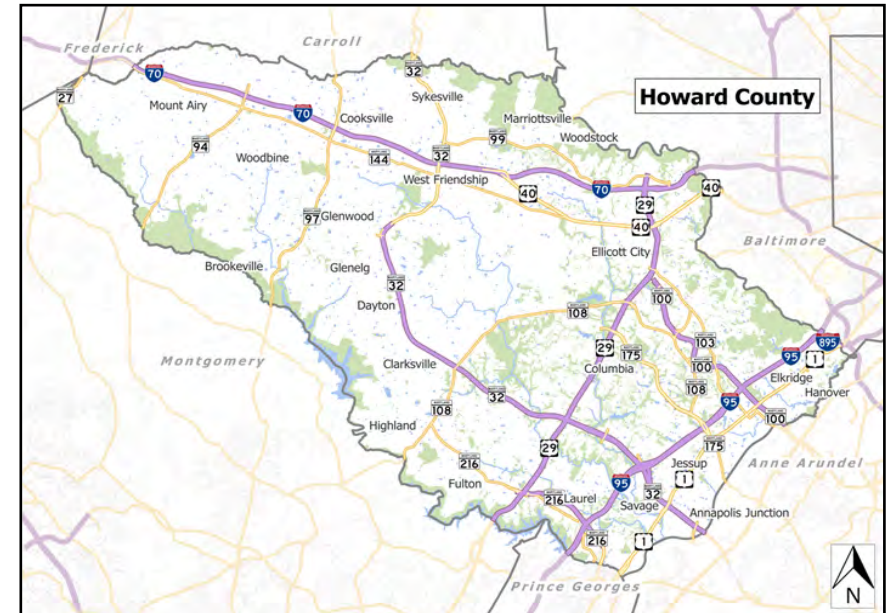 Frederick
Carroll
Howard County
70
32
Sykesville
27
Mount Airy
70
Cooksville
Marriottsville
94
99
Woodstock
Woodbine
144
32
West Friendship
40
70
40
29
97
Glenwood
40
Baltimore
Ellicott City
Brookeville
Glenelg
32
100
Dayton
108
103
895
29
175
95
1
Montgomery
Clarksville
Columbia
100
Elkridge
32
108
95
Hanover
108
100
Highland
29
175
216
Jessup
Anne Arundel
Fulton
95
1
216
Laurel
32
Savage
Annapolis Junction
216
1
Prince Georges
N